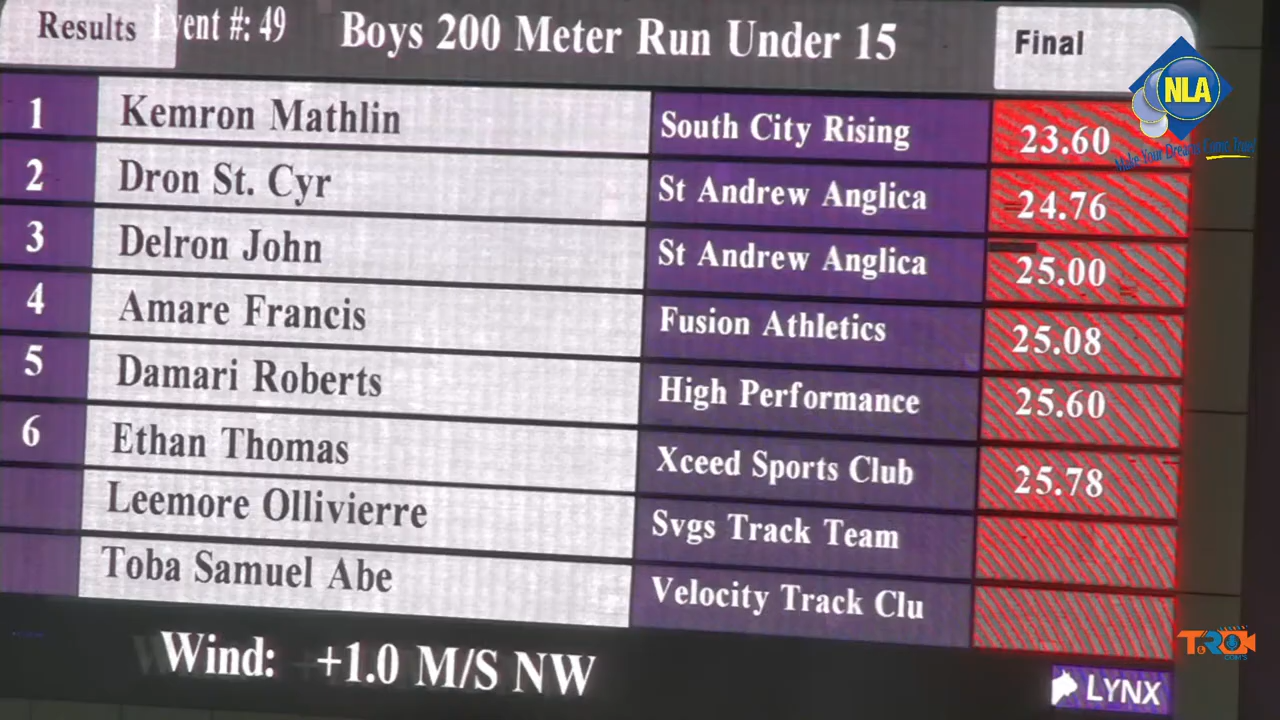 Results Event #: 49 Boys 200 Meter Run Under 15 Final
1 Kemron Mathlin South City Rising 23.60
2 Dron St. Cyr St Andrew Anglica 24.76
3 Delron John St Andrew Anglica 25.00
4 Amare Francis Fusion Athletics 25.08
5 Damari Roberts High Performance 25.60
6 Ethan Thomas Xceed Sports Club 25.78
Leemore Ollivierre Svgs Track Team
Toba Samuel Abe Velocity Track Clu
Wind: +1.0 M/S NW
LYNX
NLA
Make Your Dreams Come True!
T&RON
.COM'S